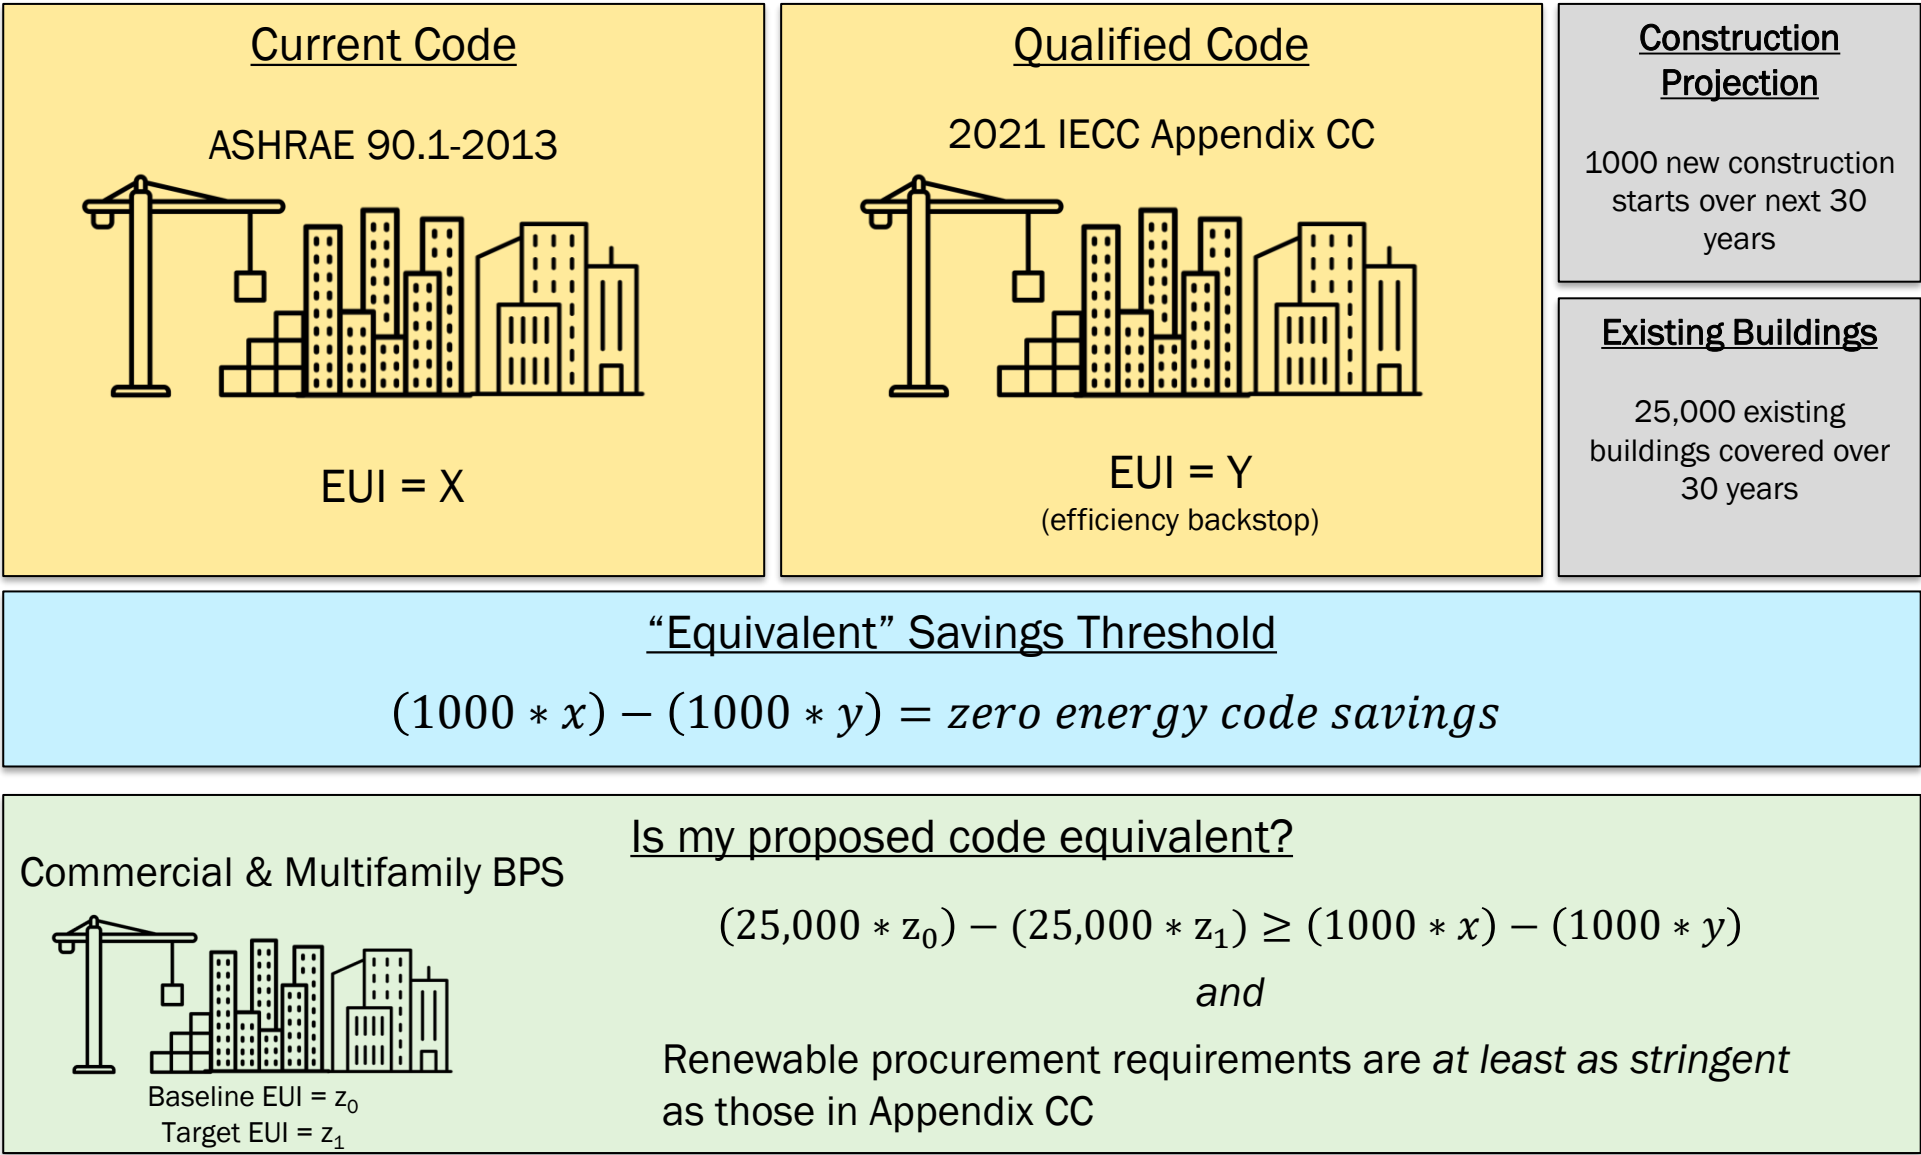 Current Code
ASHRAE 90.1-2013
EUI = X
Qualified Code
2021 IECC Appendix CC
EUI = Y
(efficiency backstop)
Construction
Projection
1000 new construction
starts over next 30
years
Existing Buildings
25,000 existing
buildings covered over
30 years
“Equivalent” Savings Threshold
(1000 * x) − (1000 * y) = zero energy code savings
Is my proposed code equivalent?
Commercial & Multifamily BPS
Baseline EUI = z₀
Target EUI = z₁
(25,000 * z₀) − (25,000 * z₁) ≥ (1000 * x) − (1000 * y)
and
Renewable procurement requirements are at least as stringent
as those in Appendix CC